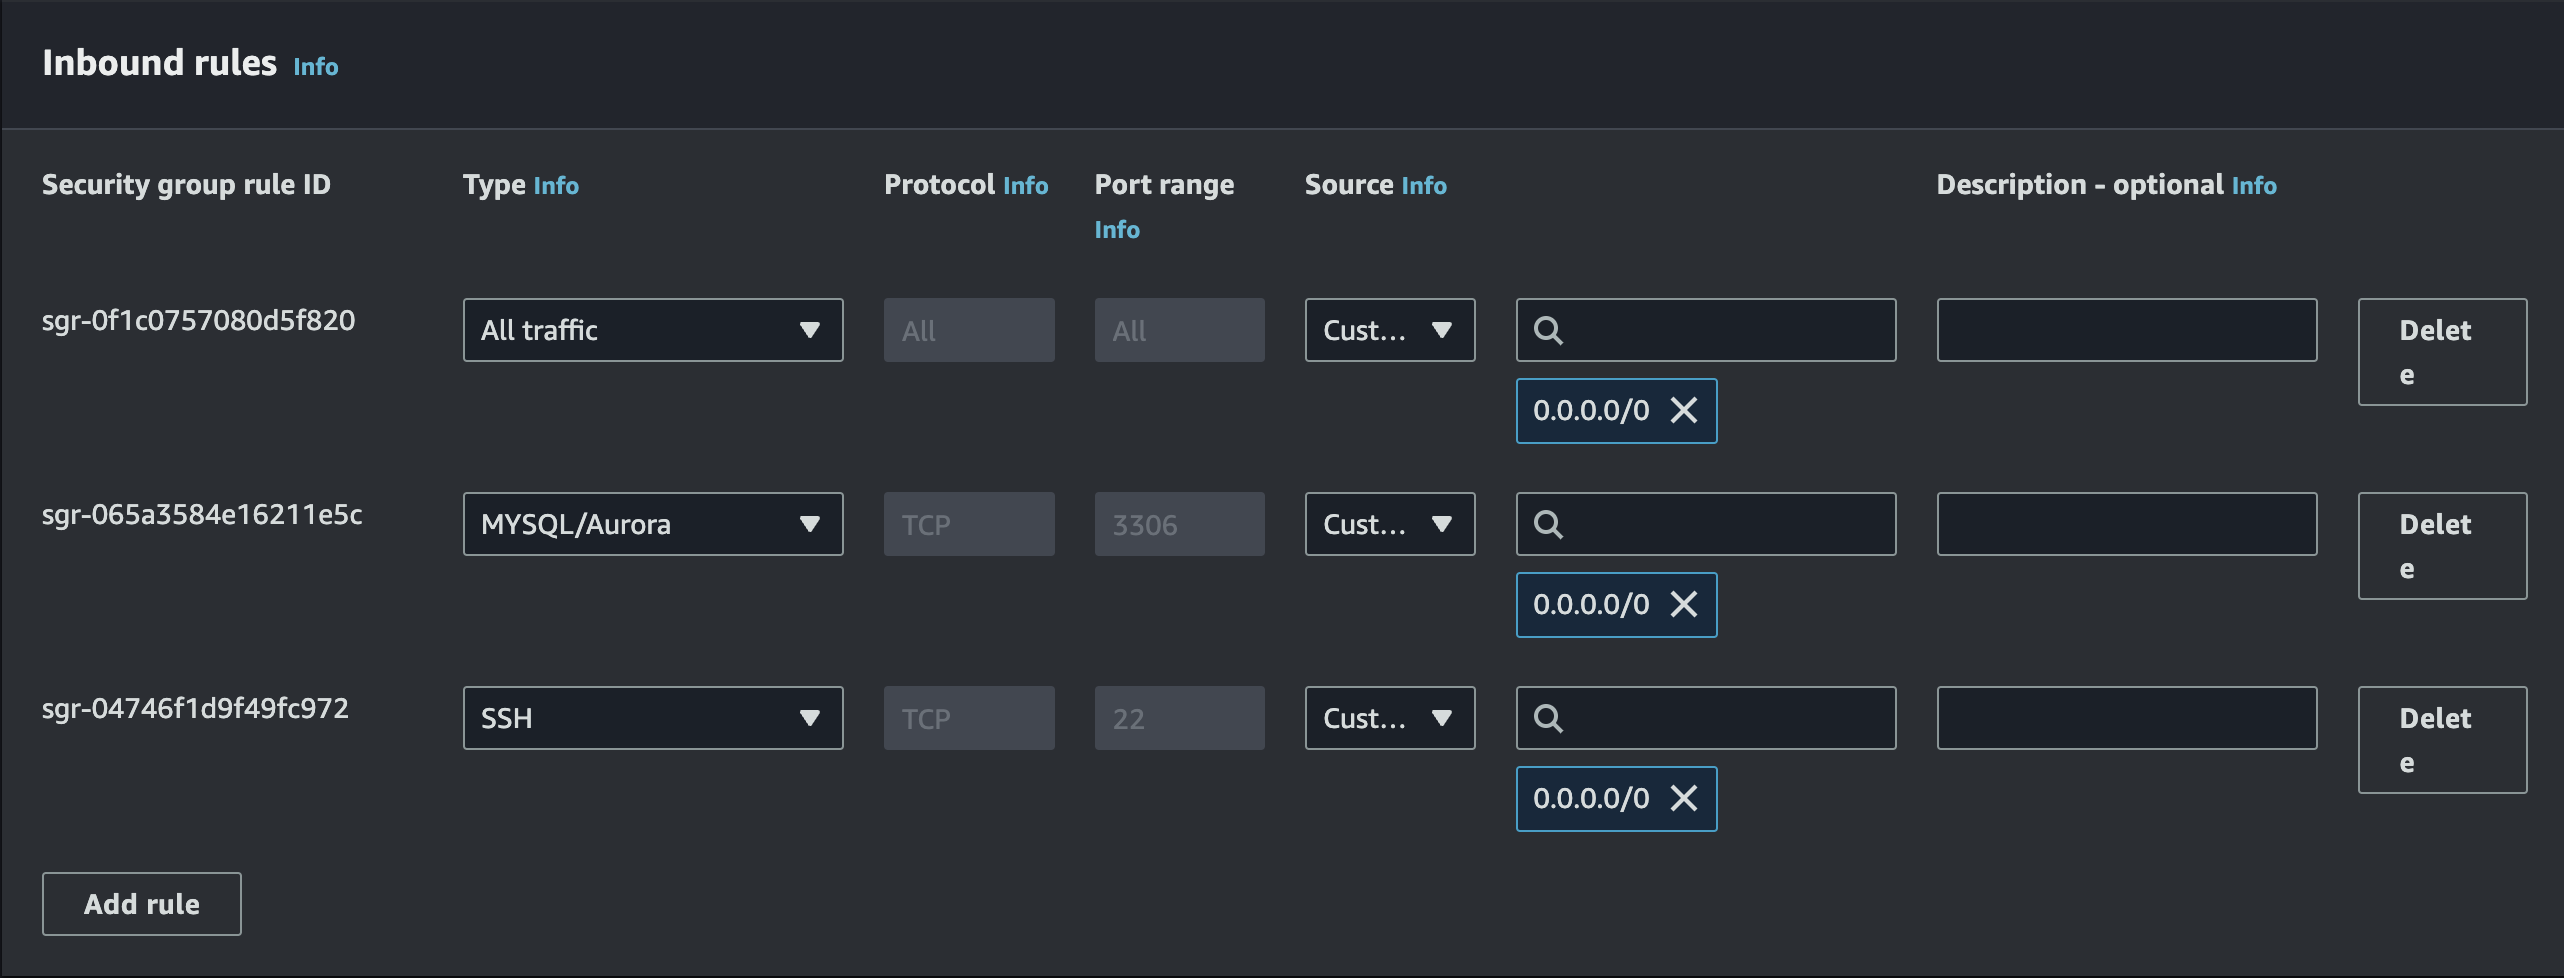 Inbound rules Info
Security group rule ID Type Info Protocol Info Port range Info Source Info Description - optional Info
sgr-0f1c0757080d5f820 All traffic All All Cust... Delete
0.0.0.0/0
sgr-065a3584e16211e5c MYSQL/Aurora TCP 3306 Cust... Delete
0.0.0.0/0
sgr-04746f1d9f49fc972 SSH TCP 22 Cust... Delete
0.0.0.0/0
Add rule